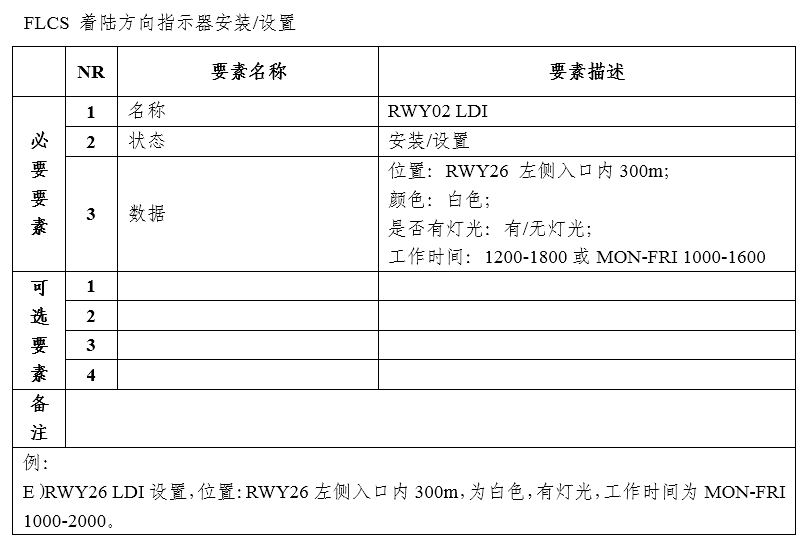 FLCS 着陆方向指示器安装/设置
NR 要素名称 要素描述
必要要素
1 名称 RWY02 LDI
2 状态 安装/设置
3 数据 位置：RWY26 左侧入口内 300m；
颜色：白色；
是否有灯光：有/无灯光；
工作时间：1200-1800 或 MON-FRI 1000-1600
可选要素
1
2
3
4
备注
例：
E）RWY26 LDI 设置，位置：RWY26 左侧入口内 300m，为白色，有灯光，工作时间为 MON-FRI
1000-2000。